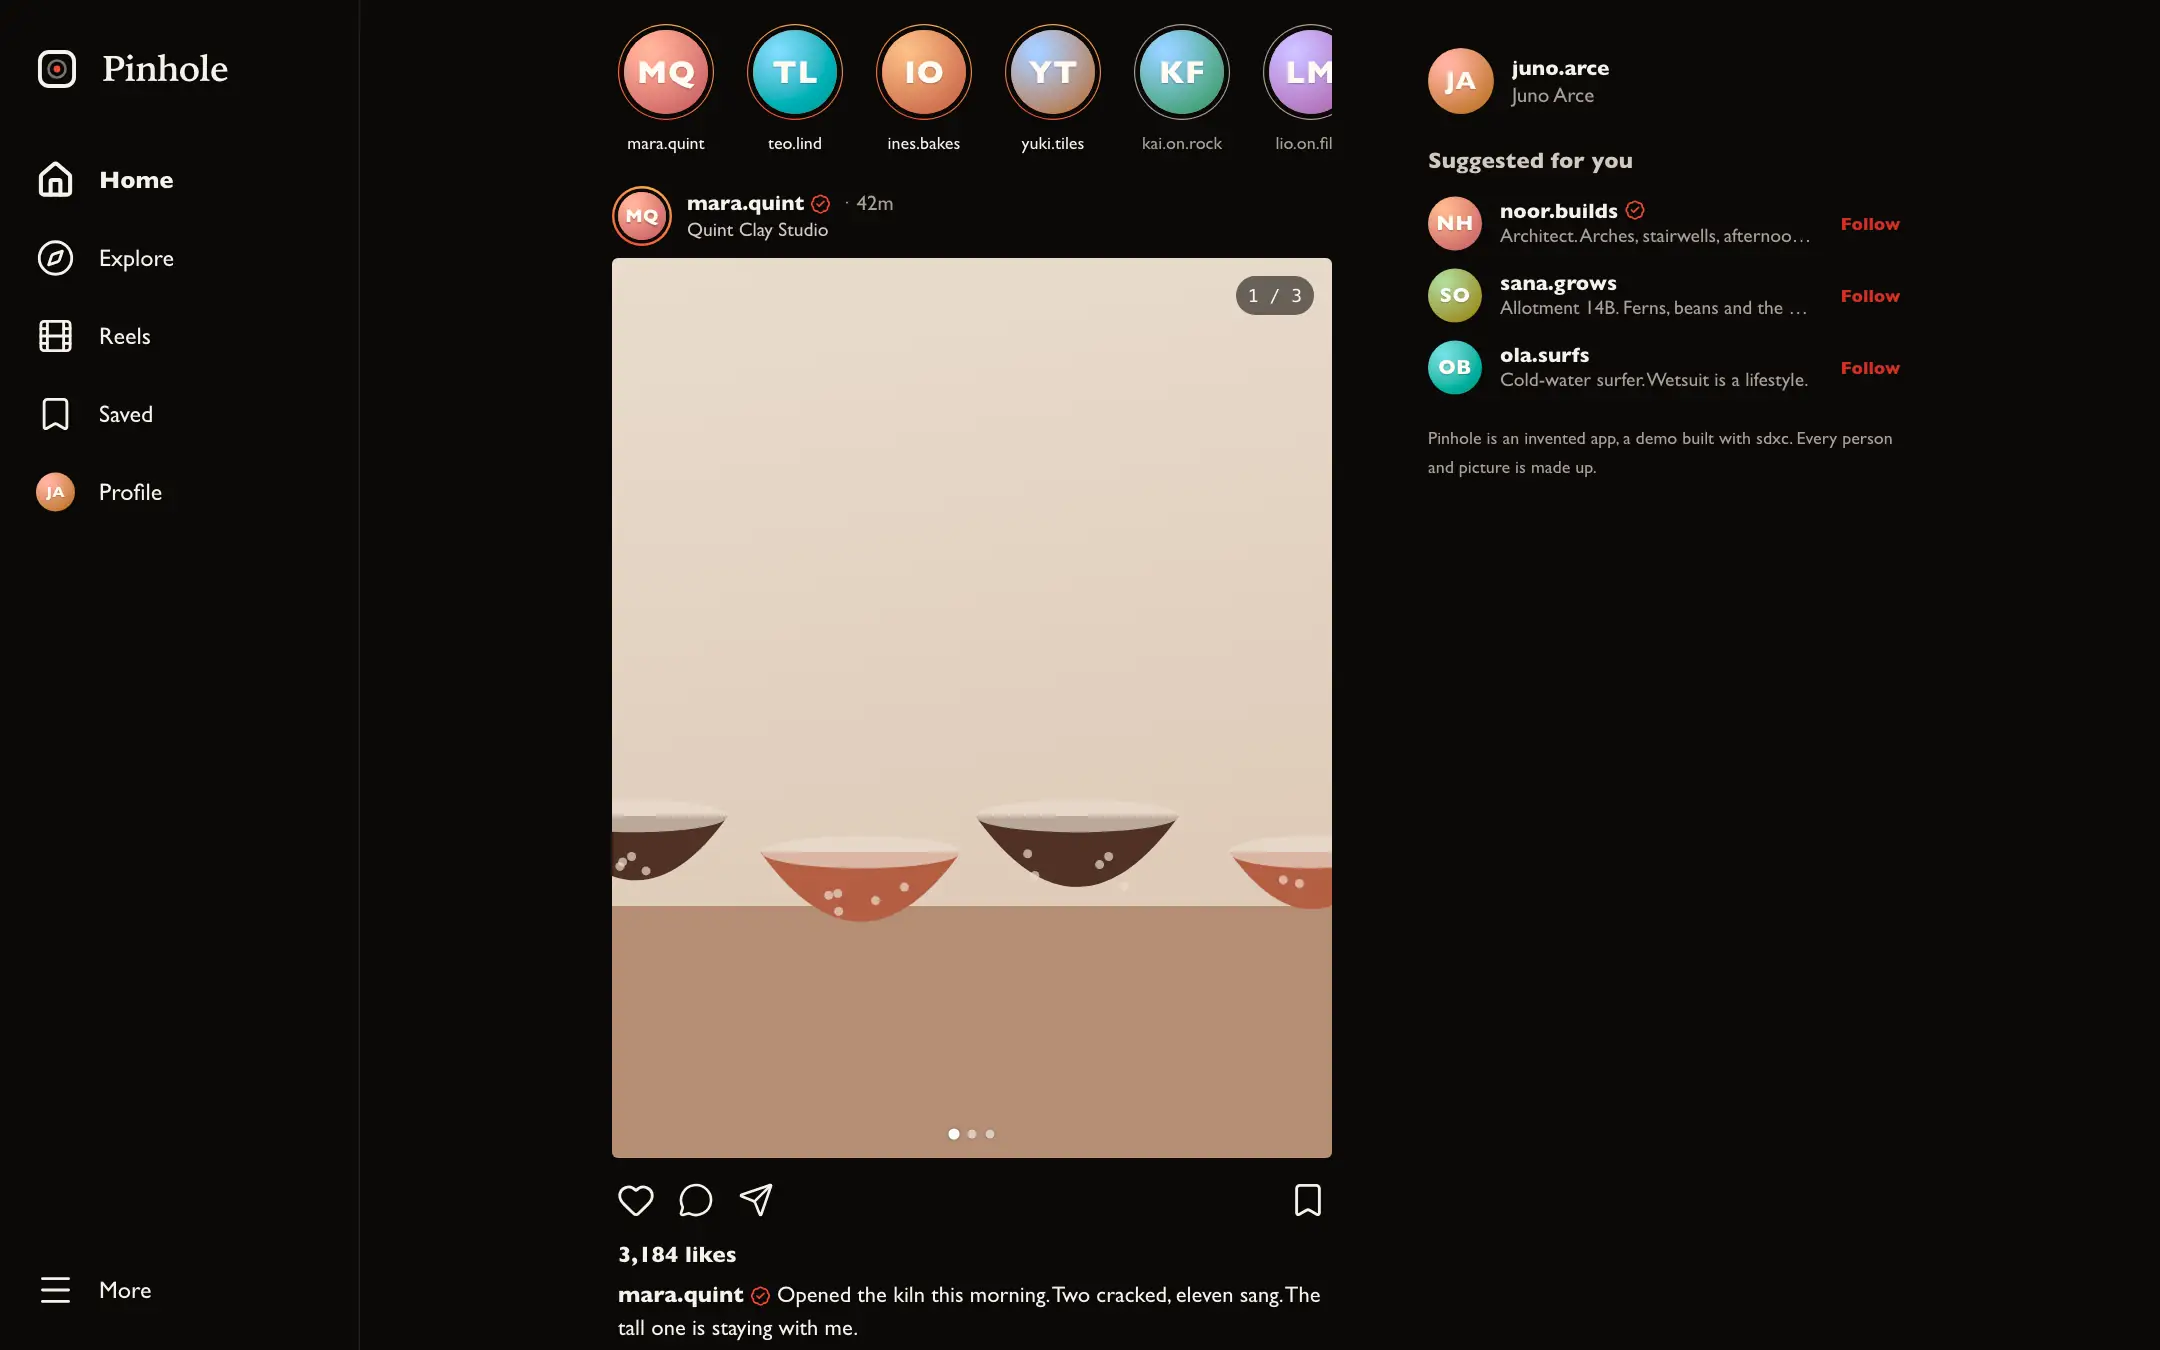 Pinhole
Home
Explore
Reels
Saved
JA Profile
More
MQ TL IO YT KF LM
mara.quint teo.lind ines.bakes yuki.tiles kai.on.rock lio.on.fil
MQ
mara.quint · 42m
Quint Clay Studio
1 / 3
3,184 likes
mara.quint Opened the kiln this morning. Two cracked, eleven sang. The
tall one is staying with me.
JA
juno.arce
Juno Arce
Suggested for you
NH
noor.builds
Architect. Arches, stairwells, afternoo…
Follow
SO
sana.grows
Allotment 14B. Ferns, beans and the …
Follow
OB
ola.surfs
Cold-water surfer. Wetsuit is a lifestyle.
Follow
Pinhole is an invented app, a demo built with sdxc. Every person
and picture is made up.